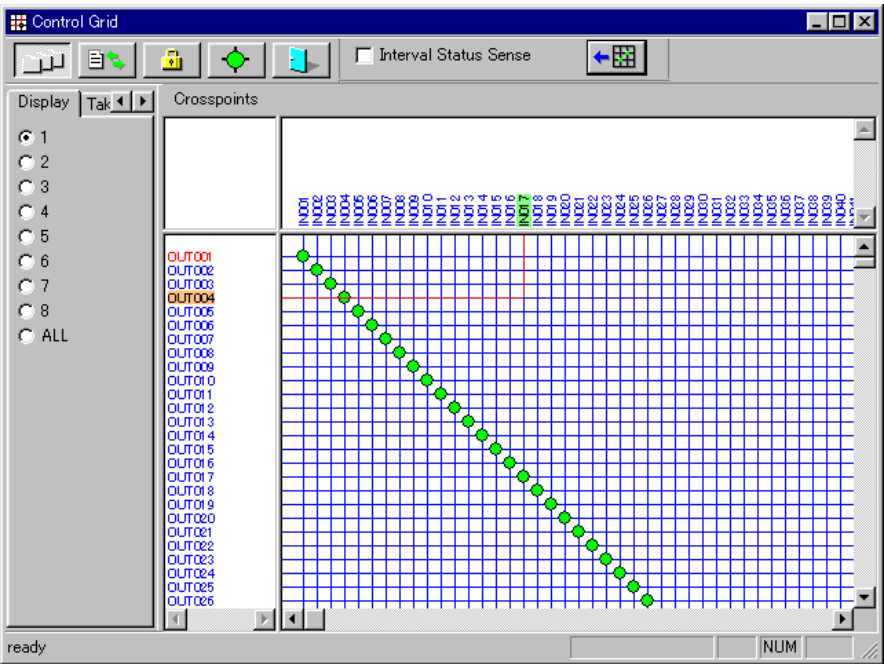 Control Grid
Interval Status Sense
Display
Tak
Crosspoints
1
2
3
4
5
6
7
8
ALL
IN001
IN002
IN003
IN004
IN005
IN006
IN007
IN008
IN009
IN010
IN011
IN012
IN013
IN014
IN015
IN016
IN017
IN018
IN019
IN020
IN021
IN022
IN023
IN024
IN025
IN026
IN027
IN028
IN029
IN030
IN031
IN032
IN033
IN034
IN035
IN036
IN037
IN038
IN039
IN040
OUT001
OUT002
OUT003
OUT004
OUT005
OUT006
OUT007
OUT008
OUT009
OUT010
OUT011
OUT012
OUT013
OUT014
OUT015
OUT016
OUT017
OUT018
OUT019
OUT020
OUT021
OUT022
OUT023
OUT024
OUT025
OUT026
ready
NUM